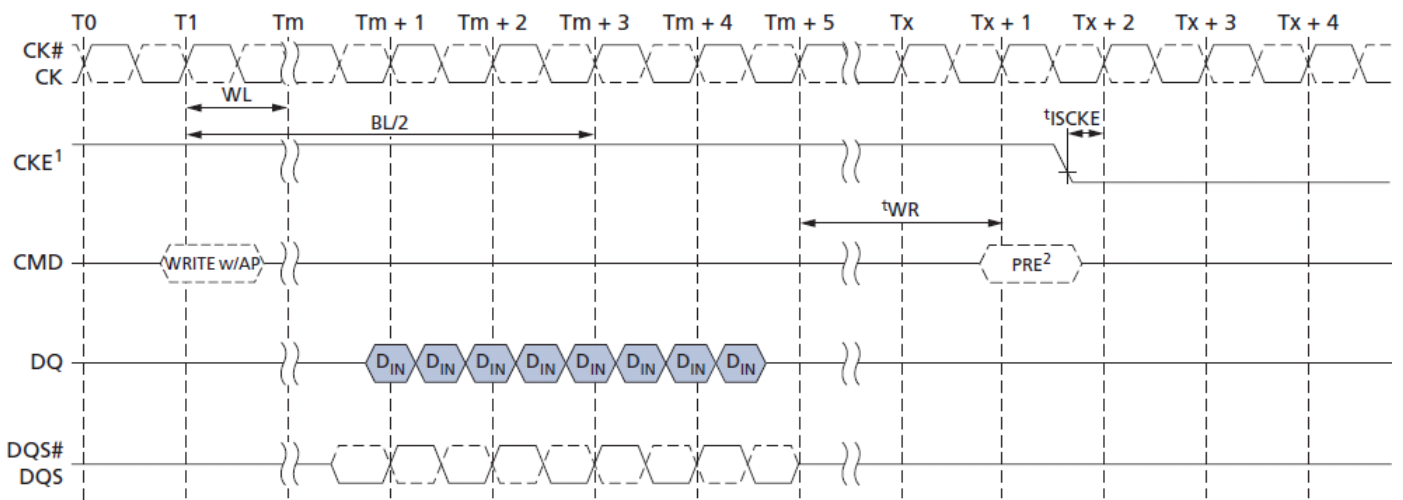 T0 T1 Tm Tm + 1 Tm + 2 Tm + 3 Tm + 4 Tm + 5 Tx Tx + 1 Tx + 2 Tx + 3 Tx + 4
CK#
CK
WL
BL/2
tISCKE
CKE1
tWR
CMD WRITE w/AP PRE2
DQ DIN DIN DIN DIN DIN DIN DIN DIN
DQS#
DQS